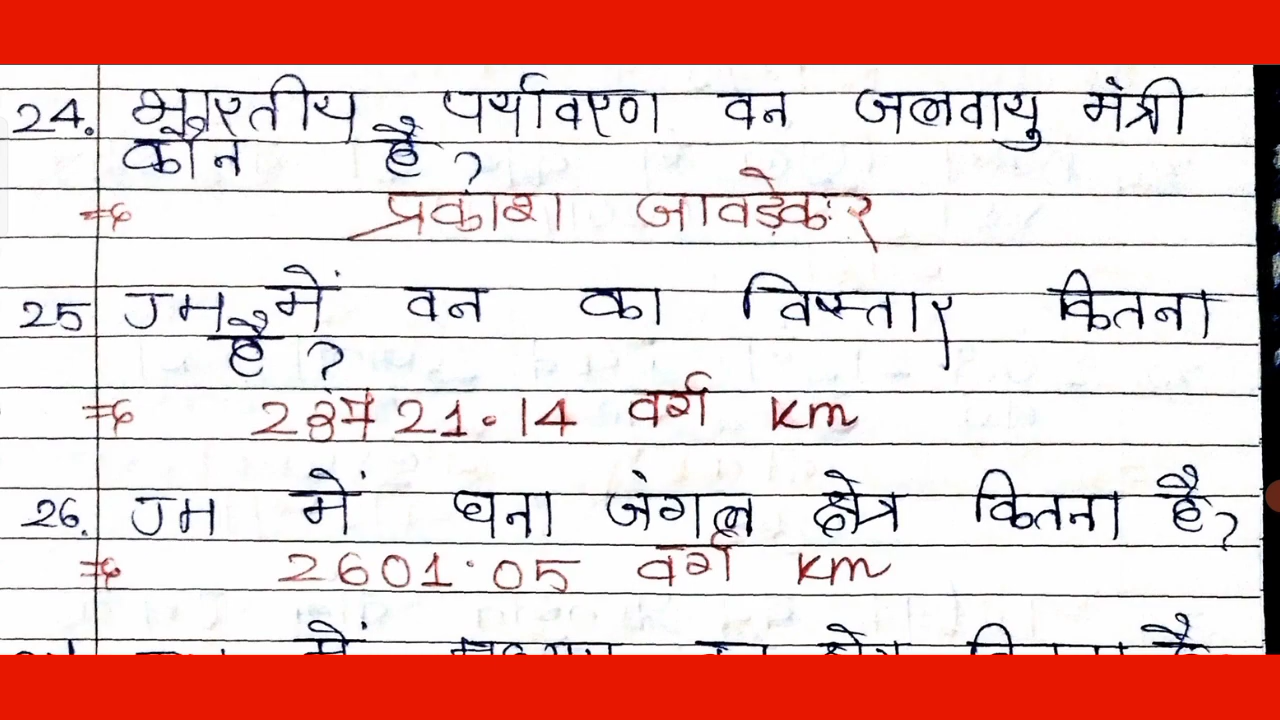 24. भारतीय पर्यावरण वन जलवायु मंत्री
कौन है?
=> प्रकाश जावड़ेकर
25 JH में वन का विस्तार कितना
है?
=> 23721.14 वर्ग km
26. JH में घना जंगल क्षेत्र कितना है?
=> 2601.05 वर्ग km